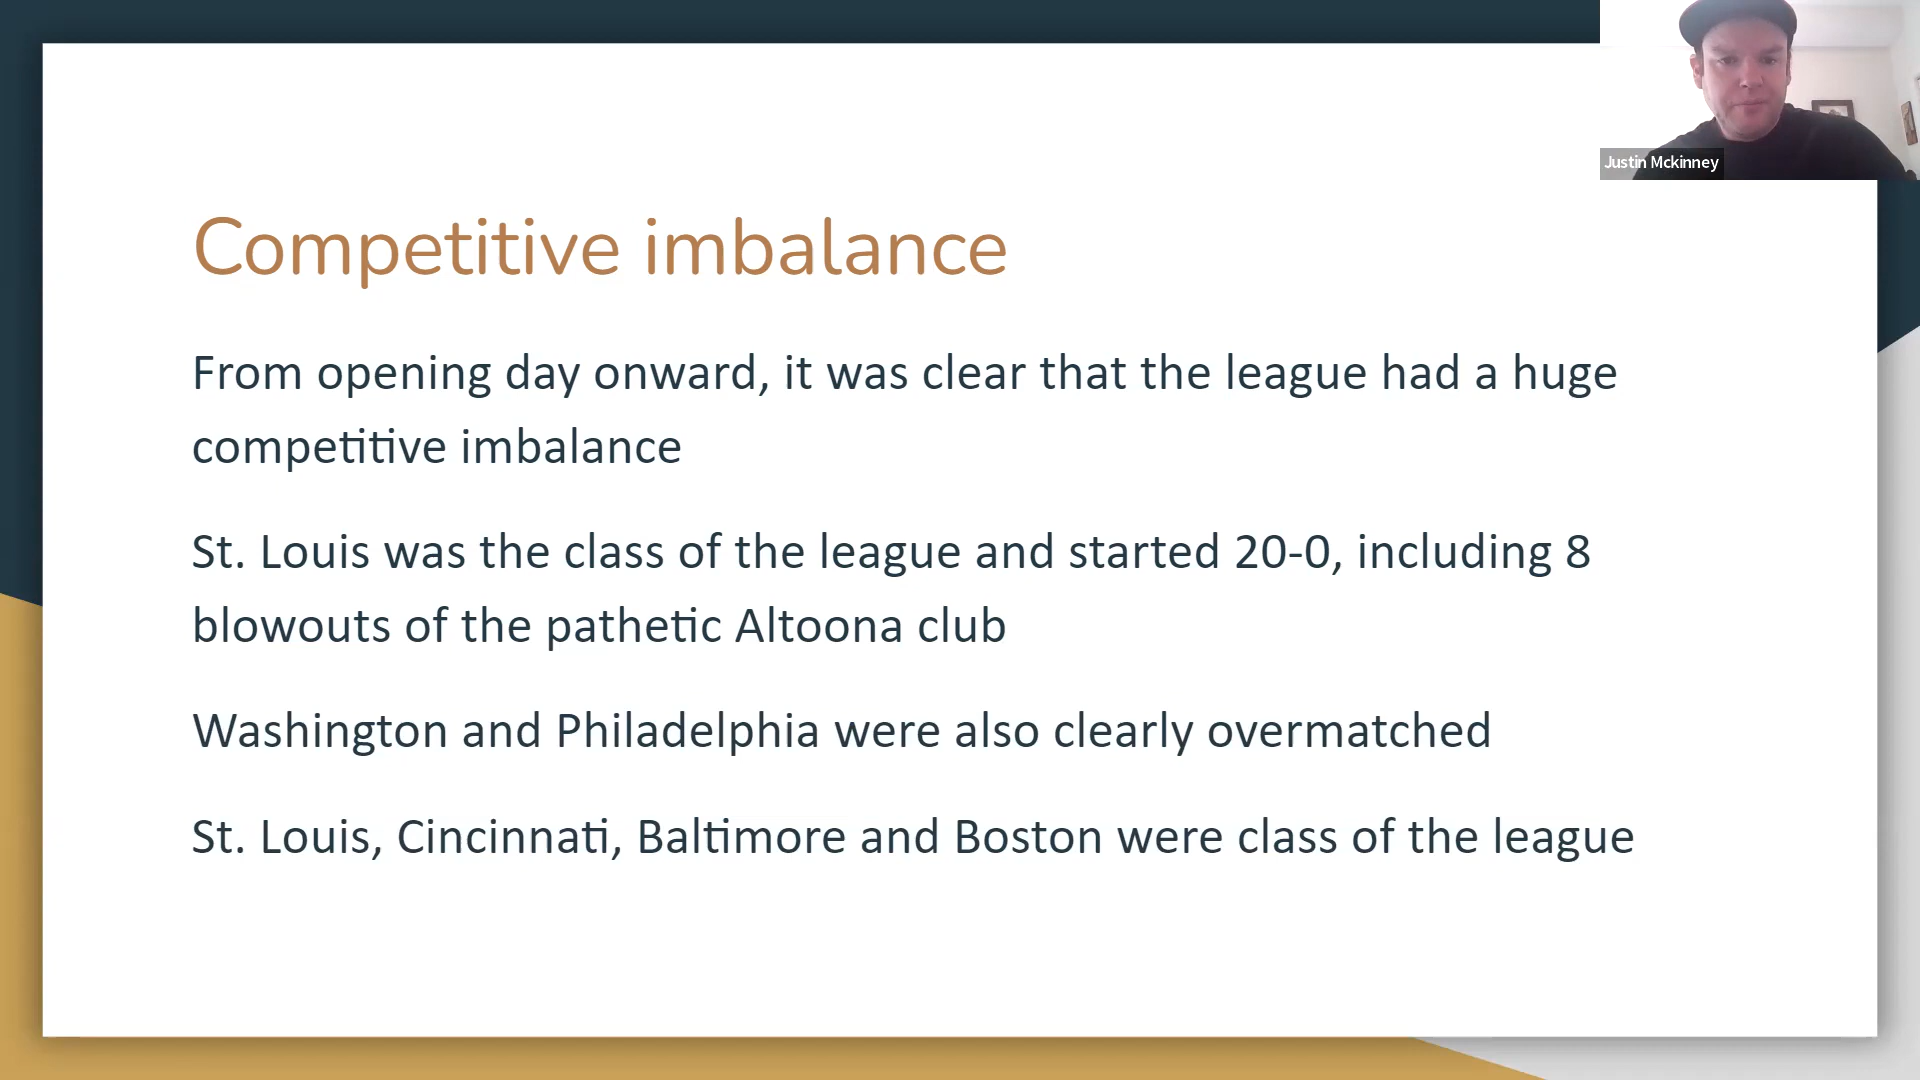 Justin Mckinney
Competitive imbalance
From opening day onward, it was clear that the league had a huge
competitive imbalance
St. Louis was the class of the league and started 20-0, including 8
blowouts of the pathetic Altoona club
Washington and Philadelphia were also clearly overmatched
St. Louis, Cincinnati, Baltimore and Boston were class of the league